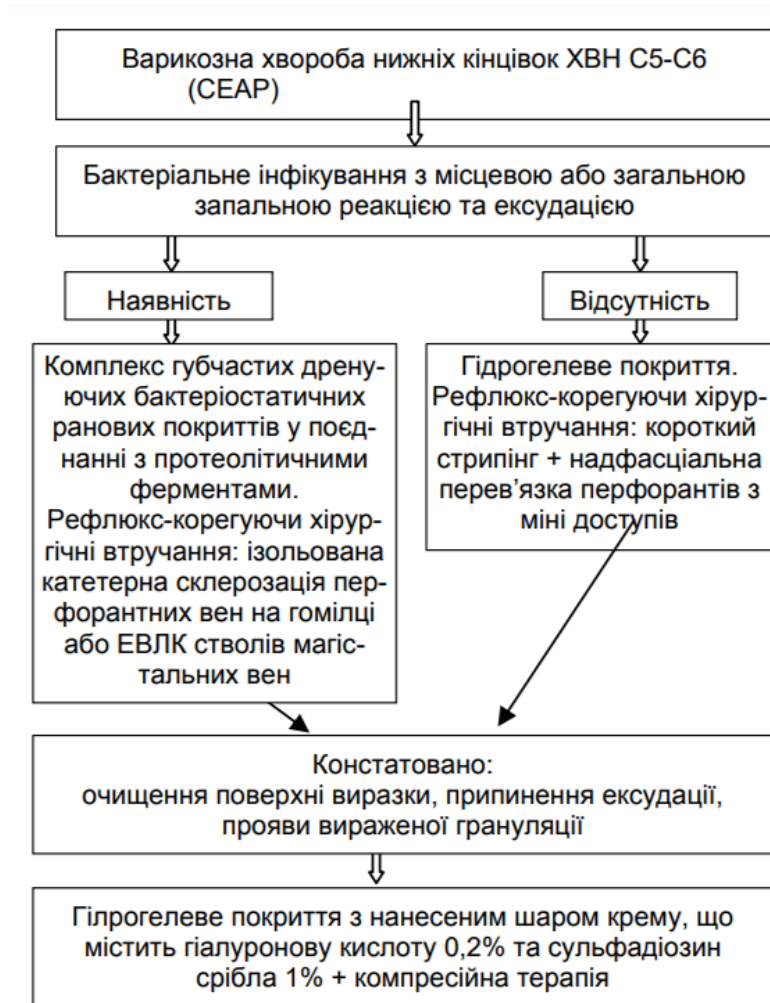 Варикозна хвороба нижніх кінцівок ХВН С5-С6
(СЕАР)
Бактеріальне інфікування з місцевою або загальною
запальною реакцією та ексудацією
Наявність
Відсутність
Комплекс губчастих дрену-
ючих бактеріостатичних
ранових покриттів у поєд-
нанні з протеолітичними
ферментами.
Рефлюкс-корегуючи хірур-
гічні втручання: ізольована
катетерна склерозація пер-
форантних вен на гомілці
або ЕВЛК стволів магіс-
тальних вен
Гідрогелеве покриття.
Рефлюкс-корегуючи хірур-
гічні втручання: короткий
стрипінг + надфасціальна
перев’язка перфорантів з
міні доступів
Констатовано:
очищення поверхні виразки, припинення ексудації,
прояви вираженої грануляції
Гілрогелеве покриття з нанесеним шаром крему, що
містить гіалуронову кислоту 0,2% та сульфадіозин
срібла 1% + компресійна терапія